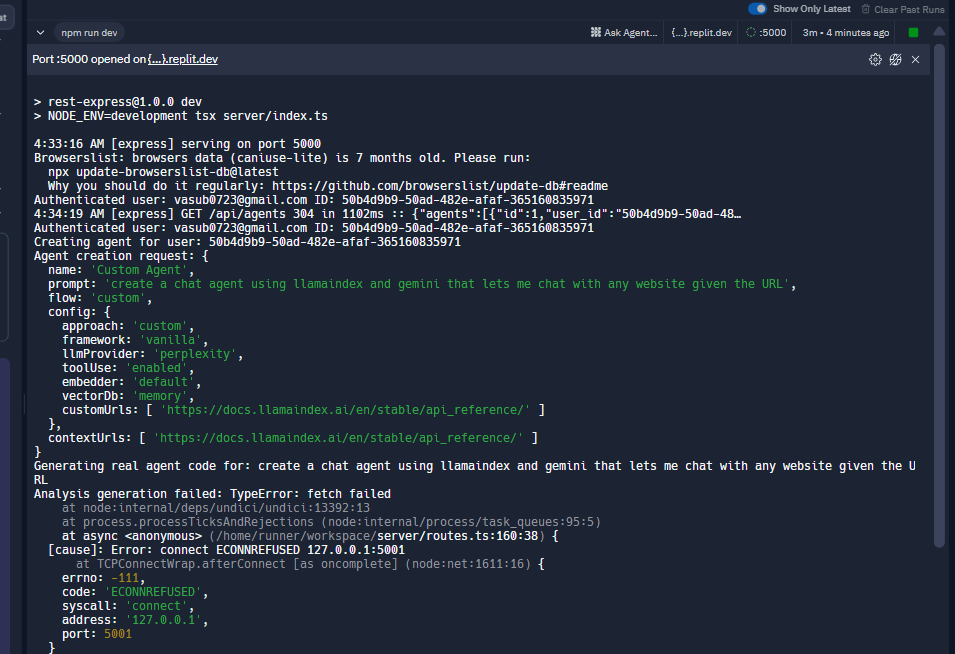 at
Show Only Latest
Clear Past Runs
npm run dev
Ask Agent...
{...}.replit.dev
:5000
3m • 4 minutes ago
Port :5000 opened on {...}.replit.dev
> rest-express@1.0.0 dev
> NODE_ENV=development tsx server/index.ts
4:33:16 AM [express] serving on port 5000
Browserslist: browsers data (caniuse-lite) is 7 months old. Please run:
npx update-browserslist-db@latest
Why you should do it regularly: https://github.com/browserslist/update-db#readme
Authenticated user: vasub0723@gmail.com ID: 50b4d9b9-50ad-482e-afaf-365160835971
4:34:19 AM [express] GET /api/agents 304 in 1102ms :: {"agents":[{"id":1,"user_id":"50b4d9b9-50ad-48…
Authenticated user: vasub0723@gmail.com ID: 50b4d9b9-50ad-482e-afaf-365160835971
Creating agent for user: 50b4d9b9-50ad-482e-afaf-365160835971
Agent creation request: {
name: 'Custom Agent',
prompt: 'create a chat agent using llamaindex and gemini that lets me chat with any website given the URL',
flow: 'custom',
config: {
approach: 'custom',
framework: 'vanilla',
llmProvider: 'perplexity',
toolUse: 'enabled',
embedder: 'default',
vectorDb: 'memory',
customUrls: [ 'https://docs.llamaindex.ai/en/stable/api_reference/' ]
},
contextUrls: [ 'https://docs.llamaindex.ai/en/stable/api_reference/' ]
}
Generating real agent code for: create a chat agent using llamaindex and gemini that lets me chat with any website given the U
RL
Analysis generation failed: TypeError: fetch failed
at node:internal/deps/undici/undici:13392:13
at process.processTicksAndRejections (node:internal/process/task_queues:95:5)
at async <anonymous> (/home/runner/workspace/server/routes.ts:160:38) {
[cause]: Error: connect ECONNREFUSED 127.0.0.1:5001
at TCPConnectWrap.afterConnect [as oncomplete] (node:net:1611:16) {
errno: -111,
code: 'ECONNREFUSED',
syscall: 'connect',
address: '127.0.0.1',
port: 5001
}